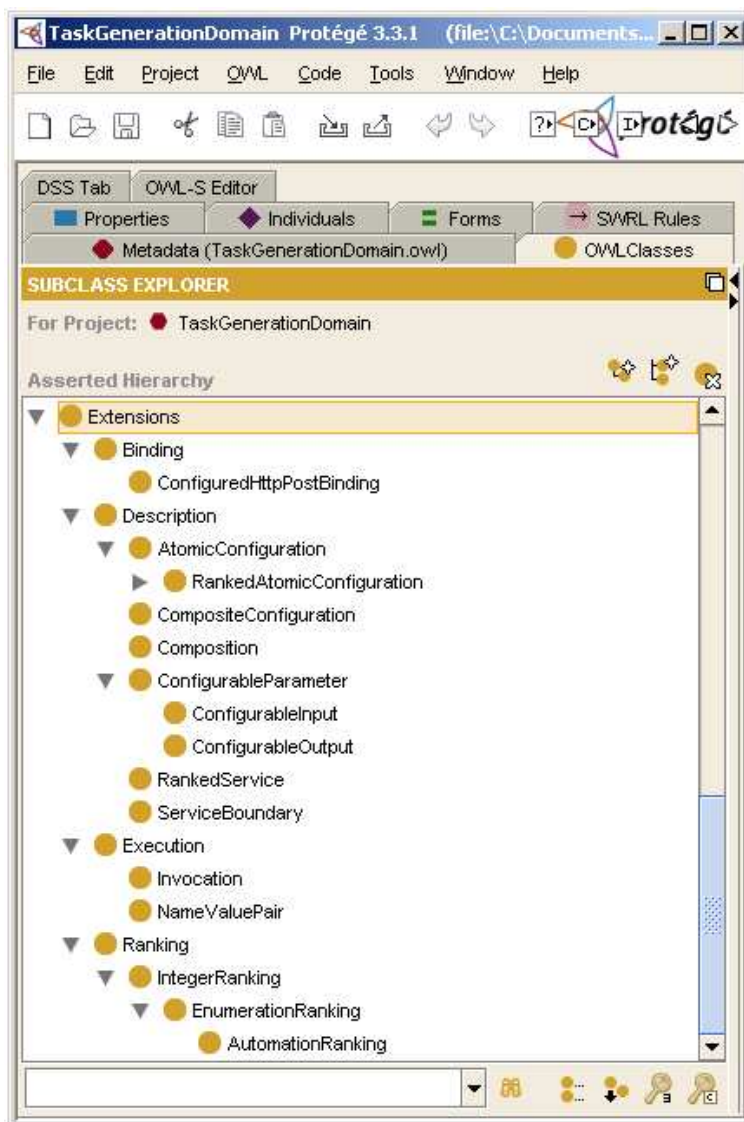 TaskGenerationDomain Protégé 3.3.1 (file:\C:\Documents...
File Edit Project OWL Code Tools Window Help
?  C  I  protégé
DSS Tab OWL-S Editor
Properties Individuals Forms SWRL Rules
Metadata (TaskGenerationDomain.owl) OWLClasses
SUBCLASS EXPLORER
For Project: TaskGenerationDomain
Asserted Hierarchy
Extensions
Binding
ConfiguredHttpPostBinding
Description
AtomicConfiguration
RankedAtomicConfiguration
CompositeConfiguration
Composition
ConfigurableParameter
ConfigurableInput
ConfigurableOutput
RankedService
ServiceBoundary
Execution
Invocation
NameValuePair
Ranking
IntegerRanking
EnumerationRanking
AutomationRanking